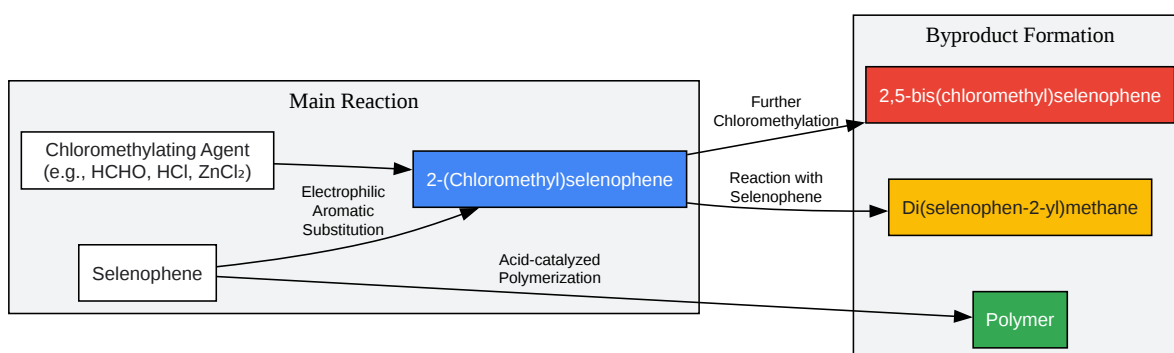 Main Reaction
Chloromethylating Agent
(e.g., HCHO, HCl, ZnCl₂)
Selenophene
Electrophilic
Aromatic
Substitution
2-(Chloromethyl)selenophene
Acid-catalyzed
Polymerization
Further
Chloromethylation
Reaction with
Selenophene
Byproduct Formation
2,5-bis(chloromethyl)selenophene
Di(selenophen-2-yl)methane
Polymer